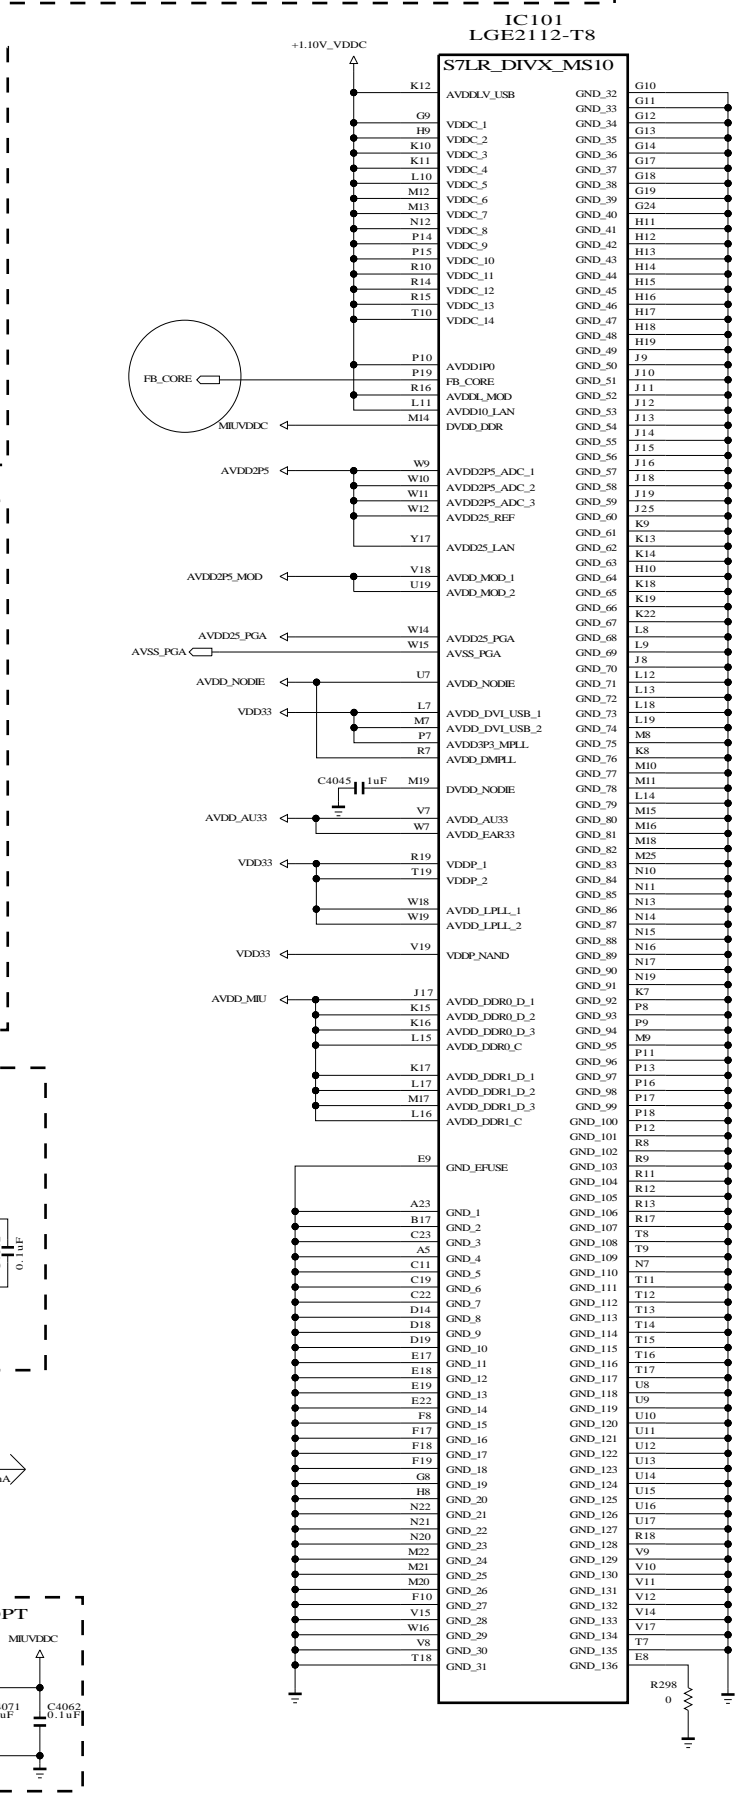 IC101
LGE2112-T8
+1.10V_VDDC
S7LR_DIVX_MS10
K12 AVDDLV_USB GND_32 G10
GND_33 G11
G9 VDDC_1 GND_34 G12
H9 VDDC_2 GND_35 G13
K10 VDDC_3 GND_36 G14
K11 VDDC_4 GND_37 G17
L10 VDDC_5 GND_38 G18
M12 VDDC_6 GND_39 G19
M13 VDDC_7 GND_40 G24
N12 VDDC_8 GND_41 H11
P14 VDDC_9 GND_42 H12
P15 VDDC_10 GND_43 H13
R10 VDDC_11 GND_44 H14
R14 VDDC_12 GND_45 H15
R15 VDDC_13 GND_46 H16
T10 VDDC_14 GND_47 H17
GND_48 H18
GND_49 H19
P10 AVDD1P0 GND_50 J9
FB_CORE P19 FB_CORE GND_51 J10
R16 AVDDL_MOD GND_52 J11
L11 AVDD10_LAN GND_53 J12
MIUVDDC M14 DVDD_DDR GND_54 J13
GND_55 J14
GND_56 J15
AVDD2P5 W9 AVDD2P5_ADC_1 GND_57 J16
W10 AVDD2P5_ADC_2 GND_58 J18
W11 AVDD2P5_ADC_3 GND_59 J19
W12 AVDD25_REF GND_60 J25
GND_61 K9
Y17 AVDD25_LAN GND_62 K13
GND_63 K14
AVDD2P5_MOD V18 AVDD_MOD_1 GND_64 H10
U19 AVDD_MOD_2 GND_65 K18
GND_66 K19
GND_67 K22
AVDD25_PGA W14 AVDD25_PGA GND_68 L8
AVSS_PGA W15 AVSS_PGA GND_69 L9
GND_70 J8
AVDD_NODIE U7 AVDD_NODIE GND_71 L12
GND_72 L13
VDD33 L7 AVDD_DVI_USB_1 GND_73 L18
M7 AVDD_DVI_USB_2 GND_74 L19
P7 AVDD3P3_MPLL GND_75 M8
R7 AVDD_DMPLL GND_76 K8
GND_77 M10
C4045 1uF M19 DVDD_NODIE GND_78 M11
GND_79 L14
AVDD_AU33 V7 AVDD_AU33 GND_80 M15
W7 AVDD_EAR33 GND_81 M16
GND_82 M18
VDD33 R19 VDDP_1 GND_83 M25
T19 VDDP_2 GND_84 N10
GND_85 N11
W18 AVDD_LPLL_1 GND_86 N13
W19 AVDD_LPLL_2 GND_87 N14
GND_88 N15
VDD33 V19 VDDP_NAND GND_89 N16
GND_90 N17
GND_91 N19
AVDD_MIU J17 AVDD_DDR0_D_1 GND_92 K7
K15 AVDD_DDR0_D_2 GND_93 P8
K16 AVDD_DDR0_D_3 GND_94 P9
L15 AVDD_DDR0_C GND_95 M9
GND_96 P11
K17 AVDD_DDR1_D_1 GND_97 P13
L17 AVDD_DDR1_D_2 GND_98 P16
M17 AVDD_DDR1_D_3 GND_99 P17
L16 AVDD_DDR1_C GND_100 P18
GND_101 P12
GND_102 R8
E9 GND_EFUSE GND_103 R9
GND_104 R11
GND_105 R12
A23 GND_1 GND_106 R13
B17 GND_2 GND_107 R17
C23 GND_3 GND_108 T8
A5 GND_4 GND_109 T9
C11 GND_5 GND_110 N7
C19 GND_6 GND_111 T11
C22 GND_7 GND_112 T12
D14 GND_8 GND_113 T13
D18 GND_9 GND_114 T14
D19 GND_10 GND_115 T15
E17 GND_11 GND_116 T16
E18 GND_12 GND_117 T17
E19 GND_13 GND_118 U8
E22 GND_14 GND_119 U9
F8 GND_15 GND_120 U10
F17 GND_16 GND_121 U11
F18 GND_17 GND_122 U12
F19 GND_18 GND_123 U13
G8 GND_19 GND_124 U14
H8 GND_20 GND_125 U15
N22 GND_21 GND_126 U16
N21 GND_22 GND_127 U17
N20 GND_23 GND_128 R18
M22 GND_24 GND_129 V9
M21 GND_25 GND_130 V10
M20 GND_26 GND_131 V11
F10 GND_27 GND_132 V12
V15 GND_28 GND_133 V14
W16 GND_29 GND_134 V17
V8 GND_30 GND_135 T7
T18 GND_31 GND_136 E8
R298
0
0.1uF
MIUVDDC
C4062
0.1uF